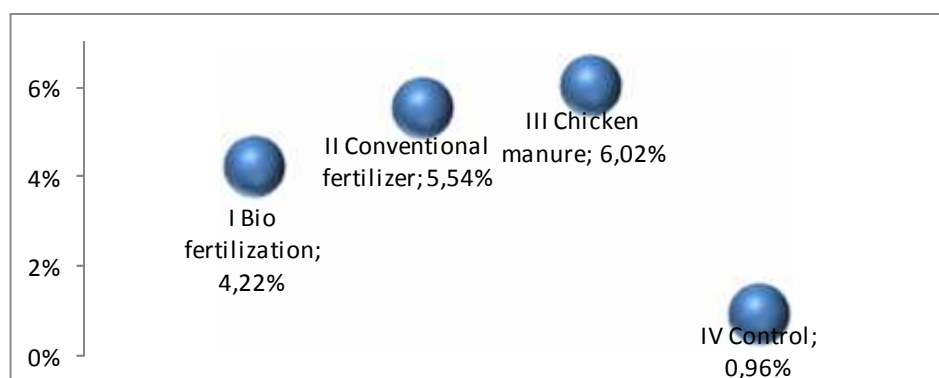 6%
4%
2%
0%
I Bio
fertilization;
4,22%
II Conventional
fertilizer; 5,54%
III Chicken
manure; 6,02%
IV Control;
0,96%